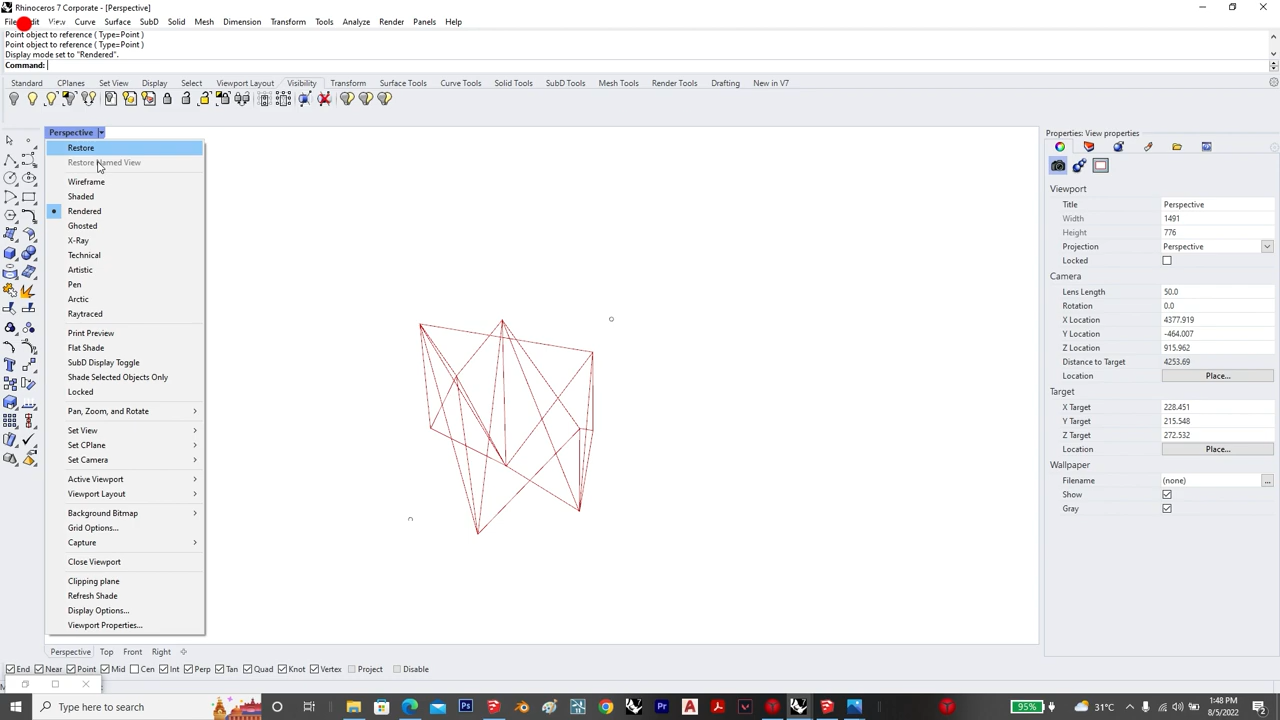 Rhinoceros 7 Corporate - [Perspective]
File Edit View Curve Surface SubD Solid Mesh Dimension Transform Tools Analyze Render Panels Help
Point object to reference ( Type=Point )
Point object to reference ( Type=Point )
Display mode set to "Rendered".
Command:
Standard CPlanes Set View Display Select Viewport Layout Visibility Transform Surface Tools Curve Tools Solid Tools SubD Tools Mesh Tools Render Tools Drafting New in V7
Perspective
Restore
Restore Named View
Wireframe
Shaded
Rendered
Ghosted
X-Ray
Technical
Artistic
Pen
Arctic
Raytraced
Print Preview
Flat Shade
SubD Display Toggle
Shade Selected Objects Only
Locked
Pan, Zoom, and Rotate
Set View
Set CPlane
Set Camera
Active Viewport
Viewport Layout
Background Bitmap
Grid Options...
Capture
Close Viewport
Clipping plane
Refresh Shade
Display Options...
Viewport Properties...
Properties: View properties
Viewport
Title Perspective
Width 1491
Height 776
Projection Perspective
Locked
Camera
Lens Length 50.0
Rotation 0.0
X Location 4377.919
Y Location -464.007
Z Location 915.962
Distance to Target 4253.69
Location Place...
Target
X Target 228.451
Y Target 215.548
Z Target 272.532
Location Place...
Wallpaper
Filename (none) ...
Show
Gray
Perspective Top Front Right
End Near Point Mid Cen Int Perp Tan Quad Knot Vertex Project Disable
Type here to search
95% 31°C 1:48 PM
8/5/2022